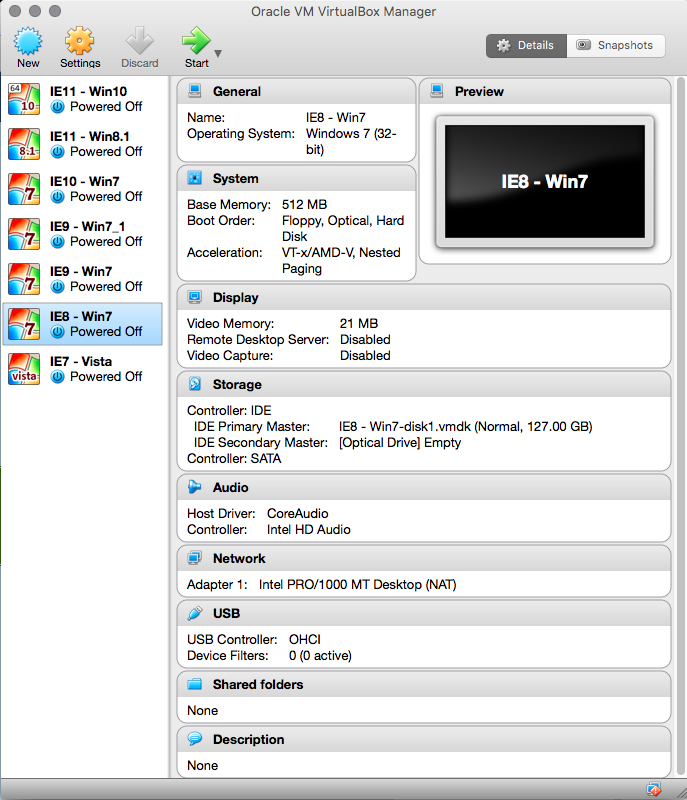 Oracle VM VirtualBox Manager
New
Settings
Discard
Start
Details
Snapshots
64
10
IE11 - Win10
Powered Off
8.1
IE11 - Win8.1
Powered Off
7
IE10 - Win7
Powered Off
7
IE9 - Win7_1
Powered Off
7
IE9 - Win7
Powered Off
7
IE8 - Win7
Powered Off
vista
IE7 - Vista
Powered Off
General
Name: IE8 - Win7
Operating System: Windows 7 (32-
bit)
Preview
IE8 - Win7
System
Base Memory: 512 MB
Boot Order: Floppy, Optical, Hard
Disk
Acceleration: VT-x/AMD-V, Nested
Paging
Display
Video Memory: 21 MB
Remote Desktop Server: Disabled
Video Capture: Disabled
Storage
Controller: IDE
IDE Primary Master: IE8 - Win7-disk1.vmdk (Normal, 127.00 GB)
IDE Secondary Master: [Optical Drive] Empty
Controller: SATA
Audio
Host Driver: CoreAudio
Controller: Intel HD Audio
Network
Adapter 1: Intel PRO/1000 MT Desktop (NAT)
USB
USB Controller: OHCI
Device Filters: 0 (0 active)
Shared folders
None
Description
None